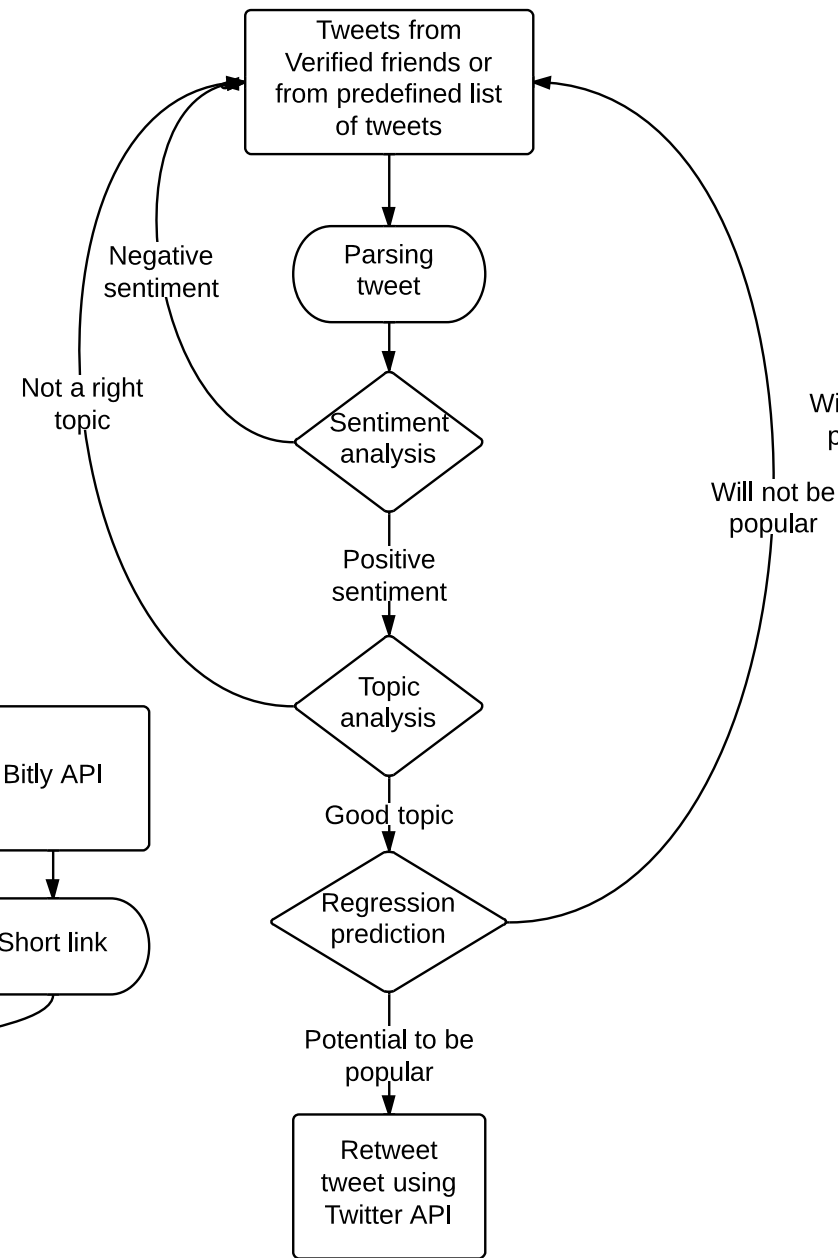 Tweets from
Verified friends or
from predefined list
of tweets
Negative
sentiment
Parsing
tweet
Not a right
topic
Sentiment
analysis
Will not be
popular
Positive
sentiment
Topic
analysis
Bitly API
Good topic
Regression
prediction
Short link
Potential to be
popular
Retweet
tweet using
Twitter API